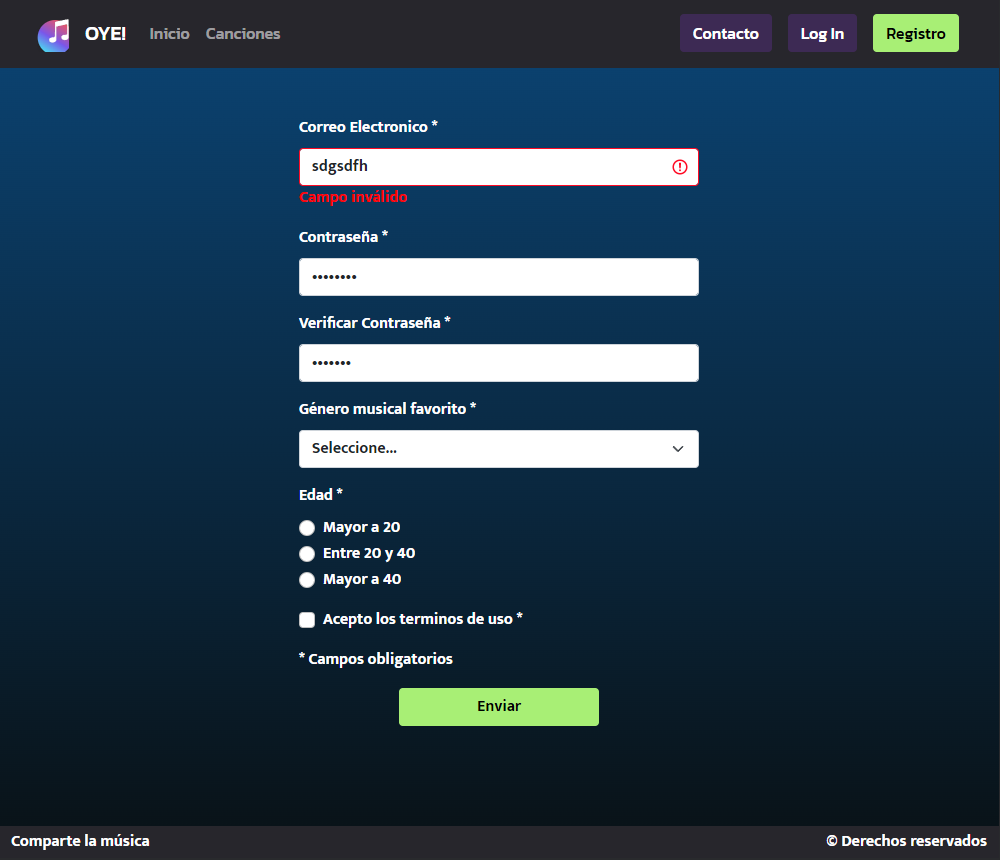 OYE! Inicio Canciones Contacto Log In Registro
Correo Electronico *
sdgsdfh
Campo inválido
Contraseña *
••••••••
Verificar Contraseña *
•••••••
Género musical favorito *
Seleccione...
Edad *
Mayor a 20
Entre 20 y 40
Mayor a 40
Acepto los terminos de uso *
* Campos obligatorios
Enviar
Comparte la música © Derechos reservados